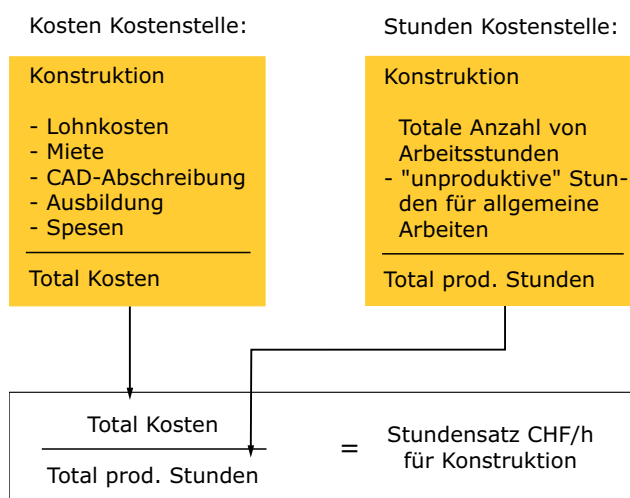 Kosten Kostenstelle:
Konstruktion
- Lohnkosten
- Miete
- CAD-Abschreibung
- Ausbildung
- Spesen
Total Kosten
Stunden Kostenstelle:
Konstruktion
Totale Anzahl von
Arbeitsstunden
- "unproduktive" Stun-
den für allgemeine
Arbeiten
Total prod. Stunden
Total Kosten
Total prod. Stunden
=
Stundensatz CHF/h
für Konstruktion